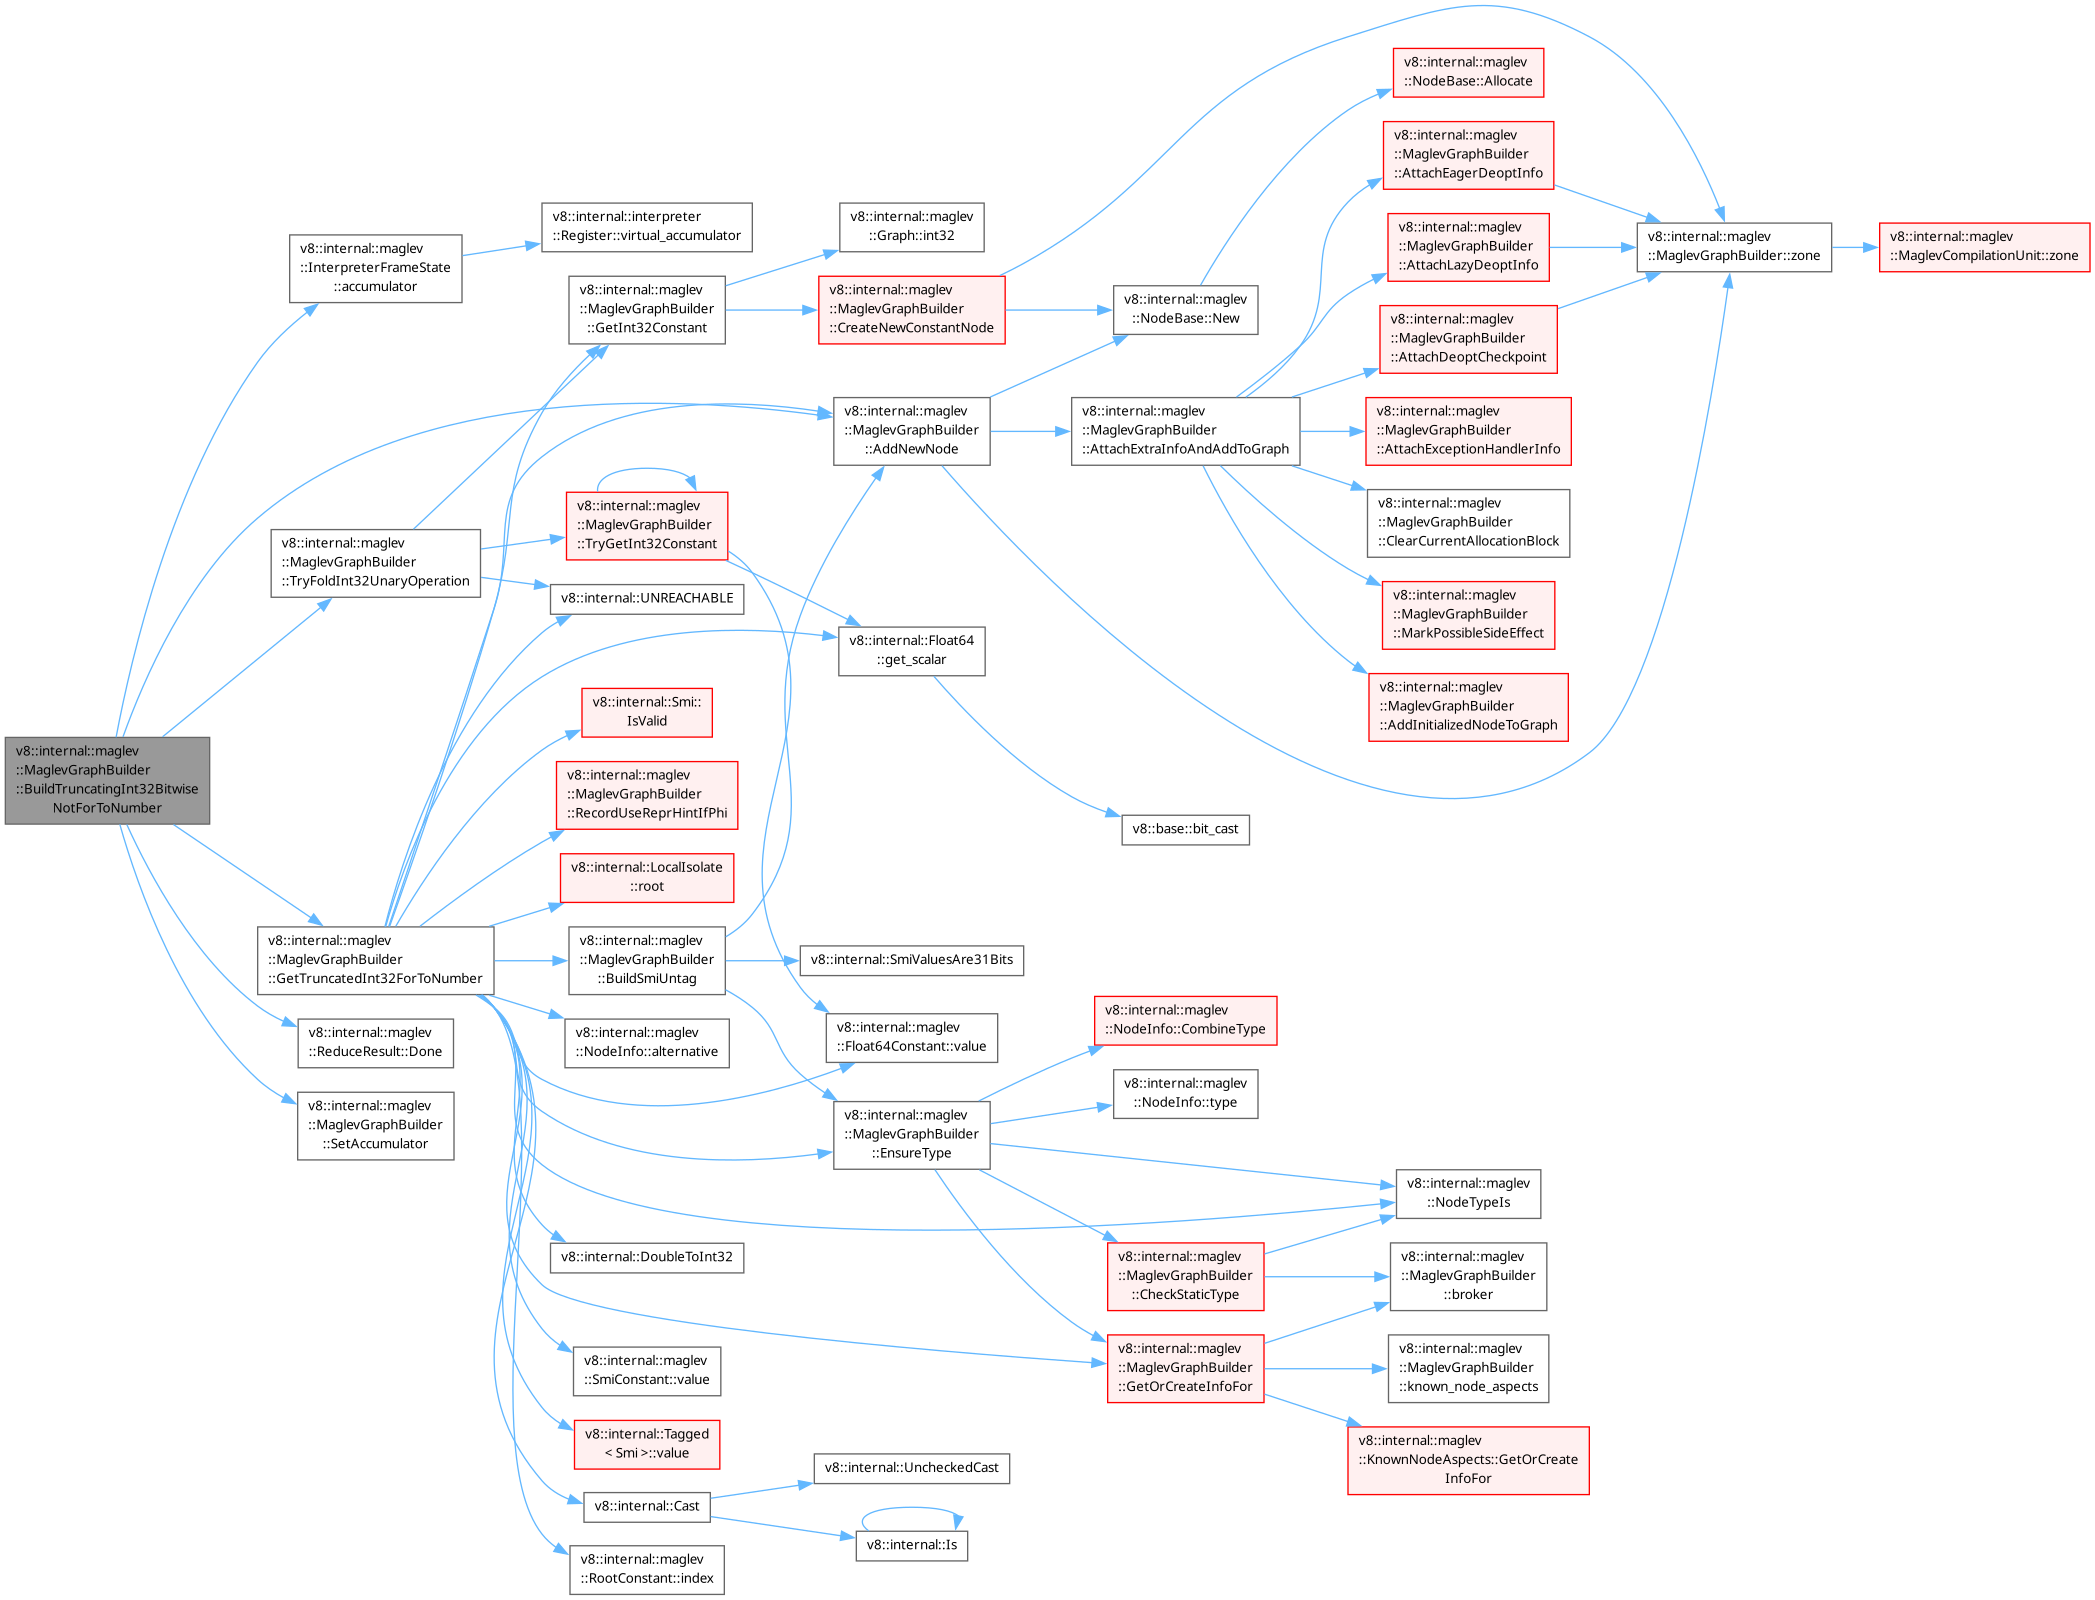 v8::internal::maglev
::MaglevGraphBuilder
::BuildTruncatingInt32Bitwise
NotForToNumber
v8::internal::maglev
::InterpreterFrameState
::accumulator
v8::internal::interpreter
::Register::virtual_accumulator
v8::internal::maglev
::MaglevGraphBuilder
::TryFoldInt32UnaryOperation
v8::internal::maglev
::MaglevGraphBuilder
::GetTruncatedInt32ForToNumber
v8::internal::maglev
::ReduceResult::Done
v8::internal::maglev
::MaglevGraphBuilder
::SetAccumulator
v8::internal::maglev
::MaglevGraphBuilder
::GetInt32Constant
v8::internal::maglev
::MaglevGraphBuilder
::TryGetInt32Constant
v8::internal::UNREACHABLE
v8::internal::Smi::
IsValid
v8::internal::maglev
::MaglevGraphBuilder
::RecordUseReprHintIfPhi
v8::internal::LocalIsolate
::root
v8::internal::maglev
::MaglevGraphBuilder
::BuildSmiUntag
v8::internal::maglev
::NodeInfo::alternative
v8::internal::DoubleToInt32
v8::internal::maglev
::SmiConstant::value
v8::internal::Tagged
< Smi >::value
v8::internal::Cast
v8::internal::maglev
::RootConstant::index
v8::internal::maglev
::Graph::int32
v8::internal::maglev
::MaglevGraphBuilder
::CreateNewConstantNode
v8::internal::maglev
::MaglevGraphBuilder
::AddNewNode
v8::internal::Float64
::get_scalar
v8::internal::SmiValuesAre31Bits
v8::internal::maglev
::Float64Constant::value
v8::internal::maglev
::MaglevGraphBuilder
::EnsureType
v8::internal::UncheckedCast
v8::internal::Is
v8::internal::maglev
::NodeBase::New
v8::internal::maglev
::MaglevGraphBuilder
::AttachExtraInfoAndAddToGraph
v8::base::bit_cast
v8::internal::maglev
::NodeInfo::CombineType
v8::internal::maglev
::NodeInfo::type
v8::internal::maglev
::MaglevGraphBuilder
::CheckStaticType
v8::internal::maglev
::MaglevGraphBuilder
::GetOrCreateInfoFor
v8::internal::maglev
::NodeBase::Allocate
v8::internal::maglev
::MaglevGraphBuilder
::AttachEagerDeoptInfo
v8::internal::maglev
::MaglevGraphBuilder
::AttachLazyDeoptInfo
v8::internal::maglev
::MaglevGraphBuilder
::AttachDeoptCheckpoint
v8::internal::maglev
::MaglevGraphBuilder
::AttachExceptionHandlerInfo
v8::internal::maglev
::MaglevGraphBuilder
::ClearCurrentAllocationBlock
v8::internal::maglev
::MaglevGraphBuilder
::MarkPossibleSideEffect
v8::internal::maglev
::MaglevGraphBuilder
::AddInitializedNodeToGraph
v8::internal::maglev
::NodeTypeIs
v8::internal::maglev
::MaglevGraphBuilder
::broker
v8::internal::maglev
::MaglevGraphBuilder
::known_node_aspects
v8::internal::maglev
::KnownNodeAspects::GetOrCreate
InfoFor
v8::internal::maglev
::MaglevGraphBuilder::zone
v8::internal::maglev
::MaglevCompilationUnit::zone